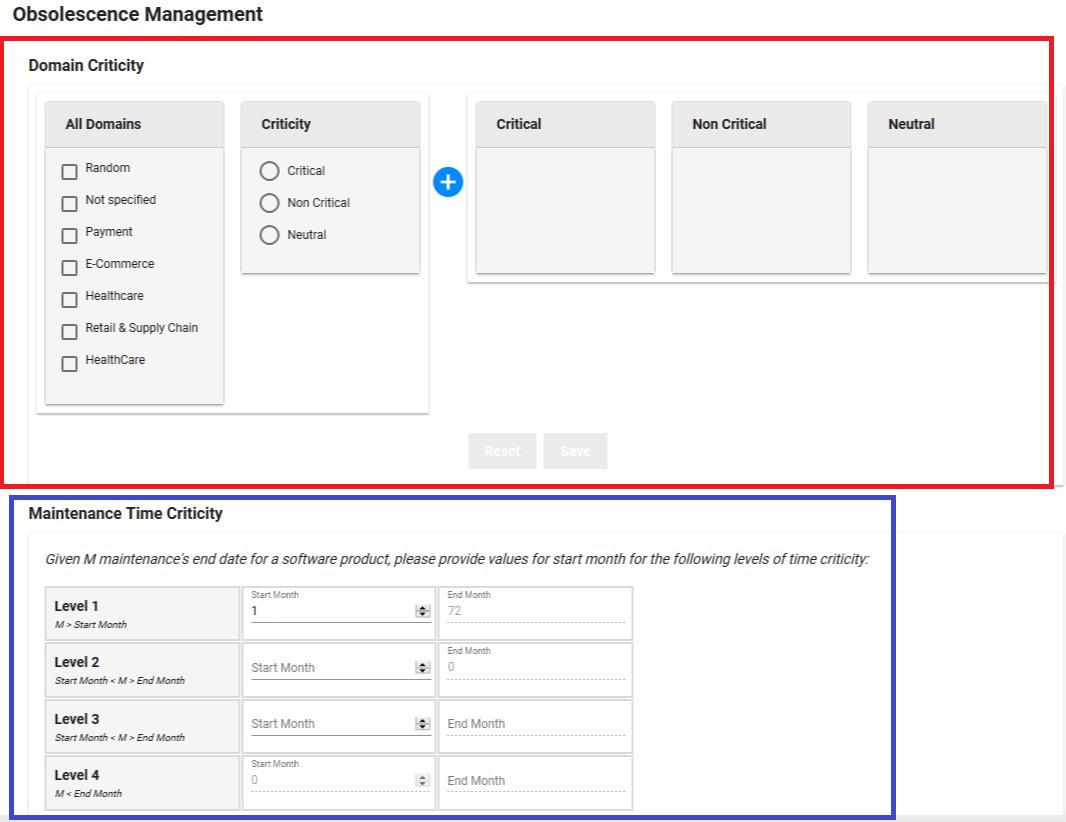 Obsolescence Management
Domain Criticity
All Domains
Random
Not specified
Payment
E-Commerce
Healthcare
Retail & Supply Chain
HealthCare
Criticity
Critical
Non Critical
Neutral
Critical
Non Critical
Neutral
Reset Save
Maintenance Time Criticity
Given M maintenance's end date for a software product, please provide values for start month for the following levels of time criticity:
Level 1
M > Start Month
Start Month
1
End Month
72
Level 2
Start Month < M > End Month
Start Month
End Month
0
Level 3
Start Month < M > End Month
Start Month
End Month
Level 4
M < End Month
Start Month
0
End Month